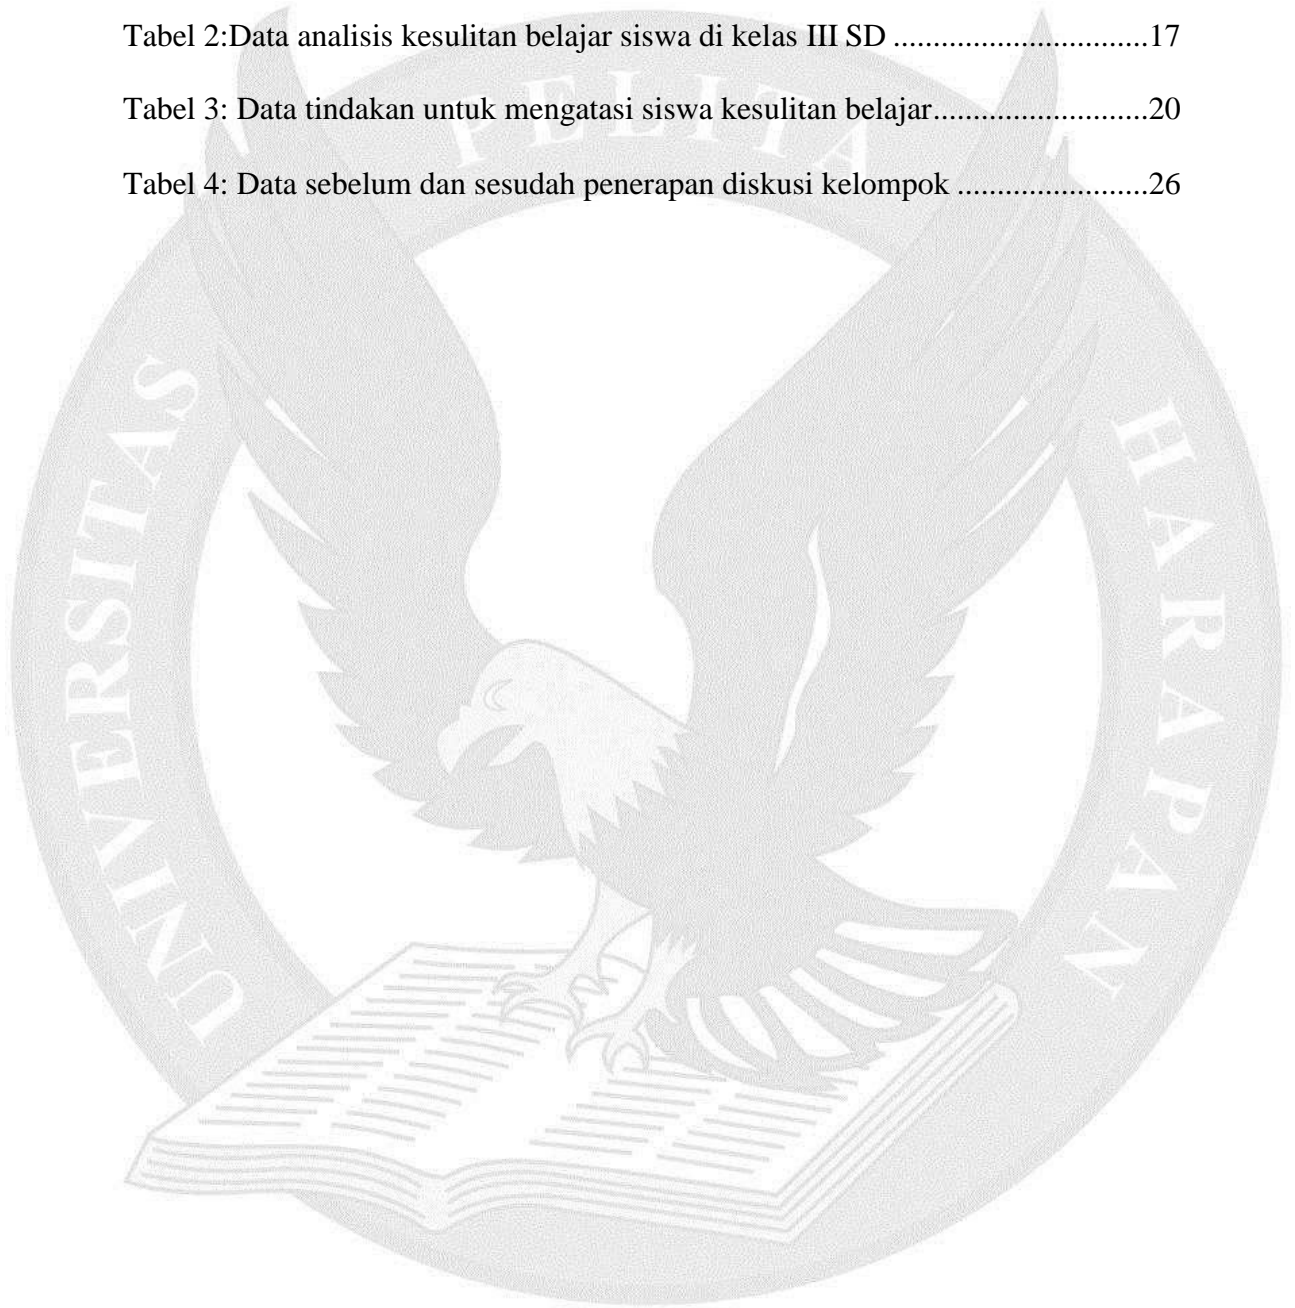 Tabel 2:Data analisis kesulitan belajar siswa di kelas III SD .................................17
Tabel 3: Data tindakan untuk mengatasi siswa kesulitan belajar...........................20
Tabel 4: Data sebelum dan sesudah penerapan diskusi kelompok ........................26
UNIVERSITAS PELITA HARAPAN